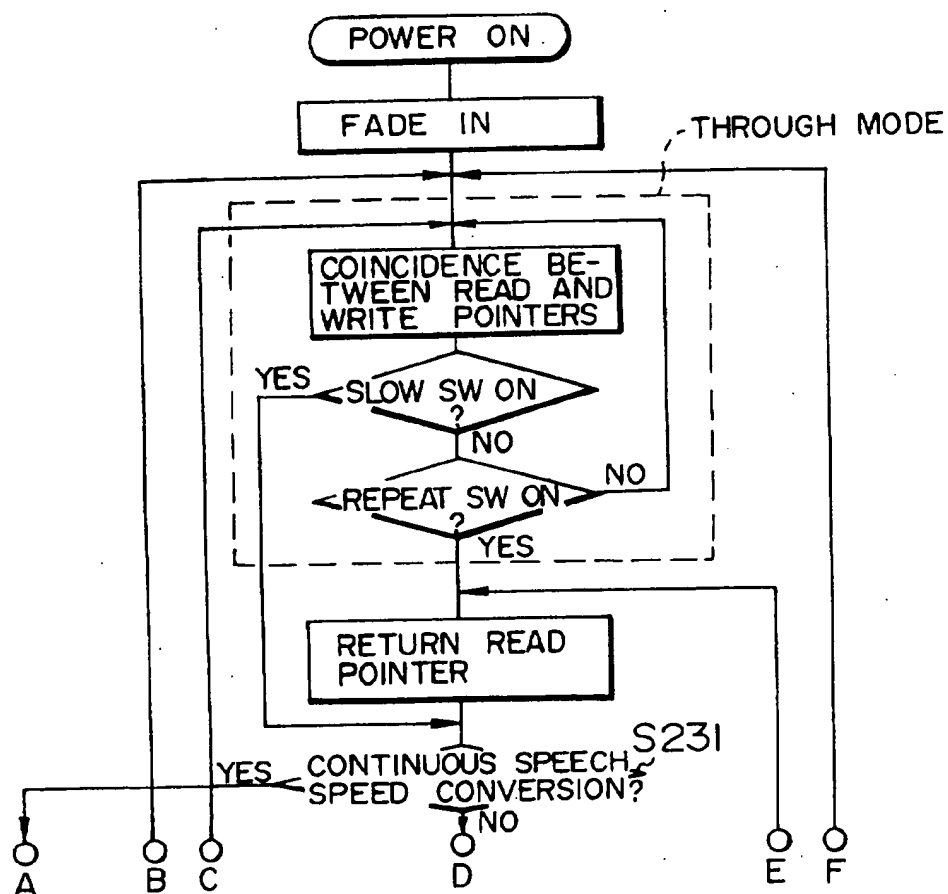 POWER ON
FADE IN
THROUGH MODE
COINCIDENCE BE-
TWEEN READ AND
WRITE POINTERS
YES
SLOW SW ON
?
NO
REPEAT SW ON
?
NO
YES
RETURN READ
POINTER
S231
YES
CONTINUOUS SPEECH
SPEED CONVERSION?
NO
A
B
C
D
E
F